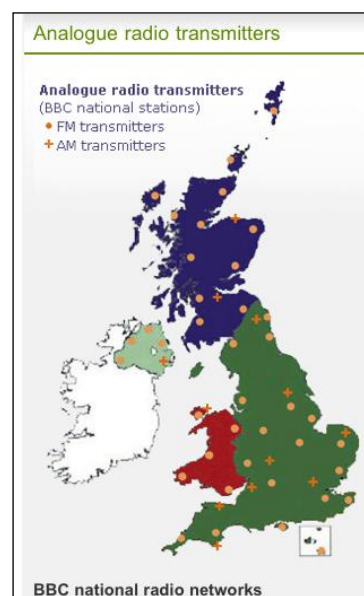 Analogue radio transmitters
Analogue radio transmitters
(BBC national stations)
FM transmitters
AM transmitters
BBC national radio networks